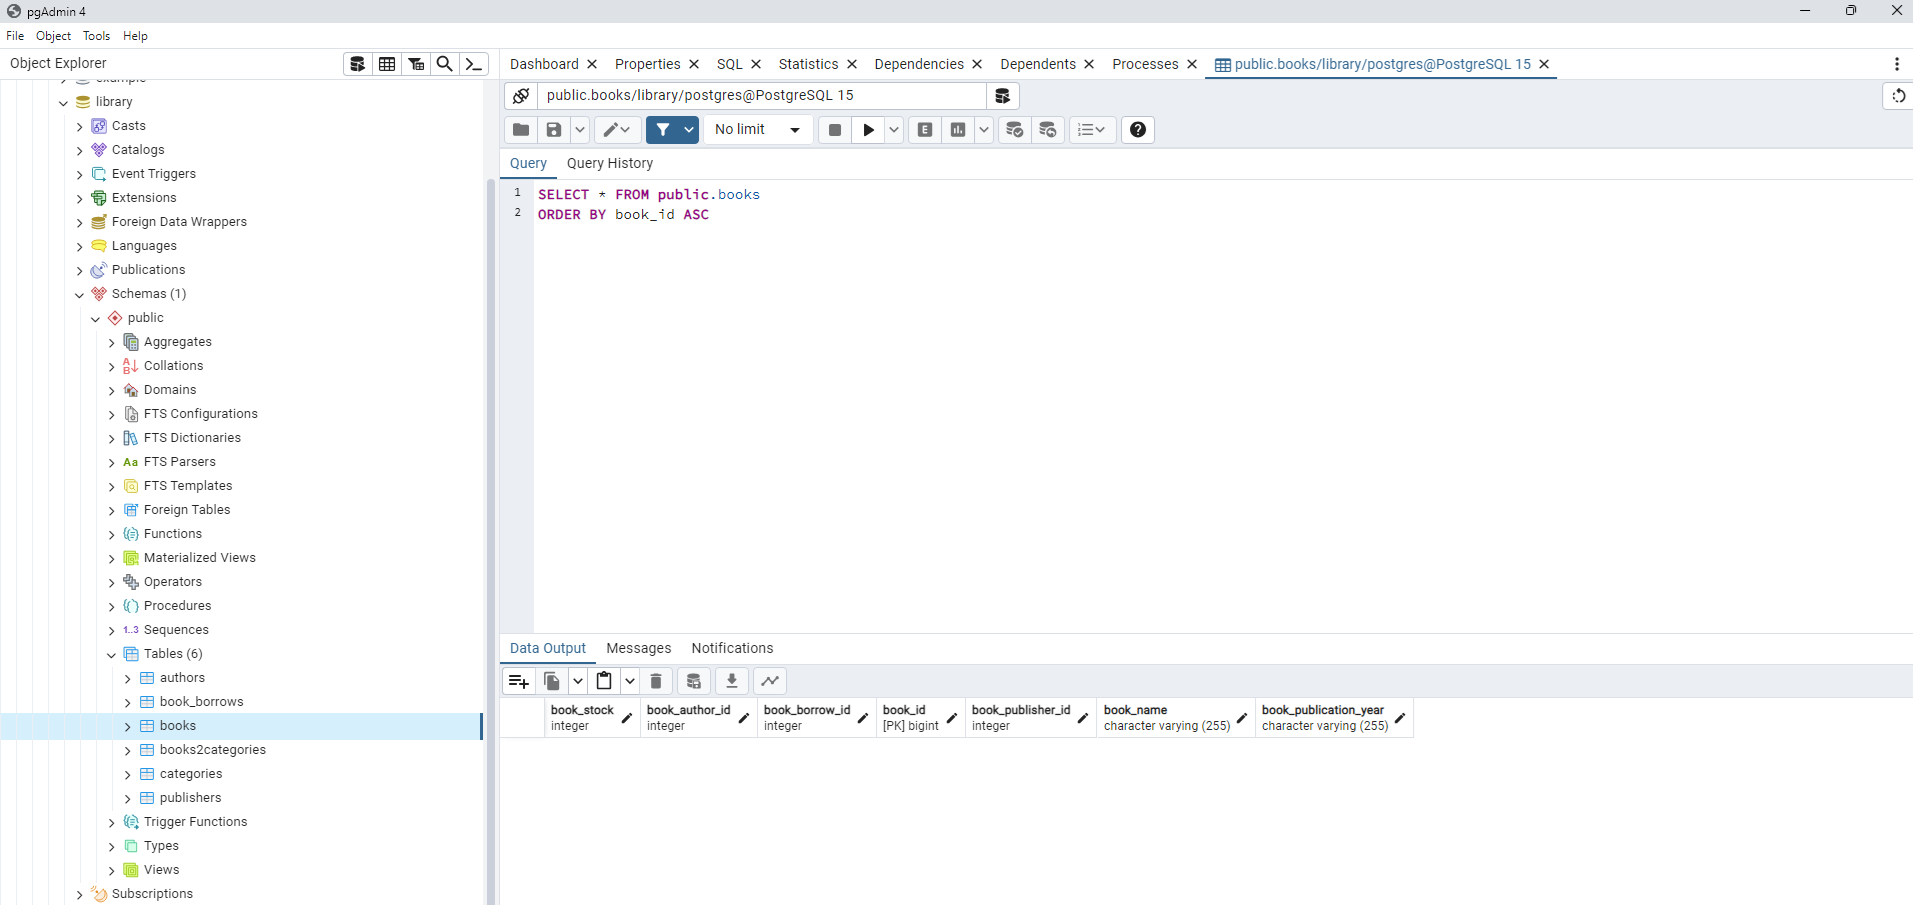 pgAdmin 4
File Object Tools Help
Object Explorer
Dashboard Properties SQL Statistics Dependencies Dependents Processes public.books/library/postgres@PostgreSQL 15
example
library
Casts
Catalogs
Event Triggers
Extensions
Foreign Data Wrappers
Languages
Publications
Schemas (1)
public
Aggregates
Collations
Domains
FTS Configurations
FTS Dictionaries
Aa FTS Parsers
FTS Templates
Foreign Tables
Functions
Materialized Views
Operators
Procedures
1..3 Sequences
Tables (6)
authors
book_borrows
books
books2categories
categories
publishers
Trigger Functions
Types
Views
Subscriptions
public.books/library/postgres@PostgreSQL 15
No limit E
Query Query History
1 SELECT * FROM public.books
2 ORDER BY book_id ASC
Data Output Messages Notifications
book_stock book_author_id book_borrow_id book_id book_publisher_id book_name book_publication_year
integer integer integer [PK] bigint integer character varying (255) character varying (255)